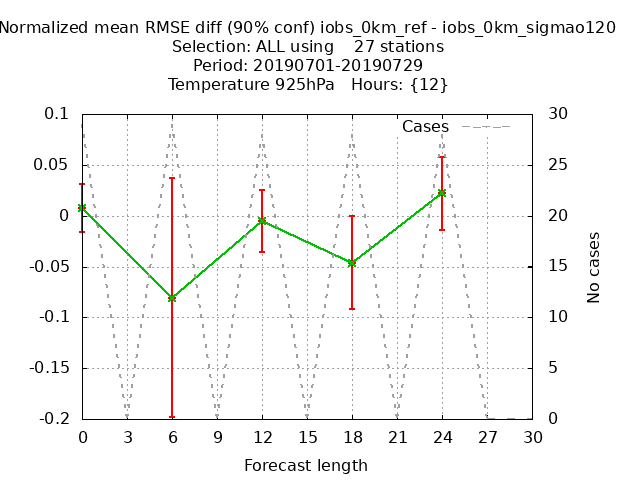 Normalized mean RMSE diff (90% conf) iobs_0km_ref - iobs_0km_sigmao120
Selection: ALL using    27 stations
Period: 20190701-20190729
Temperature 925hPa   Hours: {12}
Cases
0.1
0.05
0
-0.05
-0.1
-0.15
-0.2
30
25
20
15
10
5
0
No cases
0 3 6 9 12 15 18 21 24 27 30
Forecast length